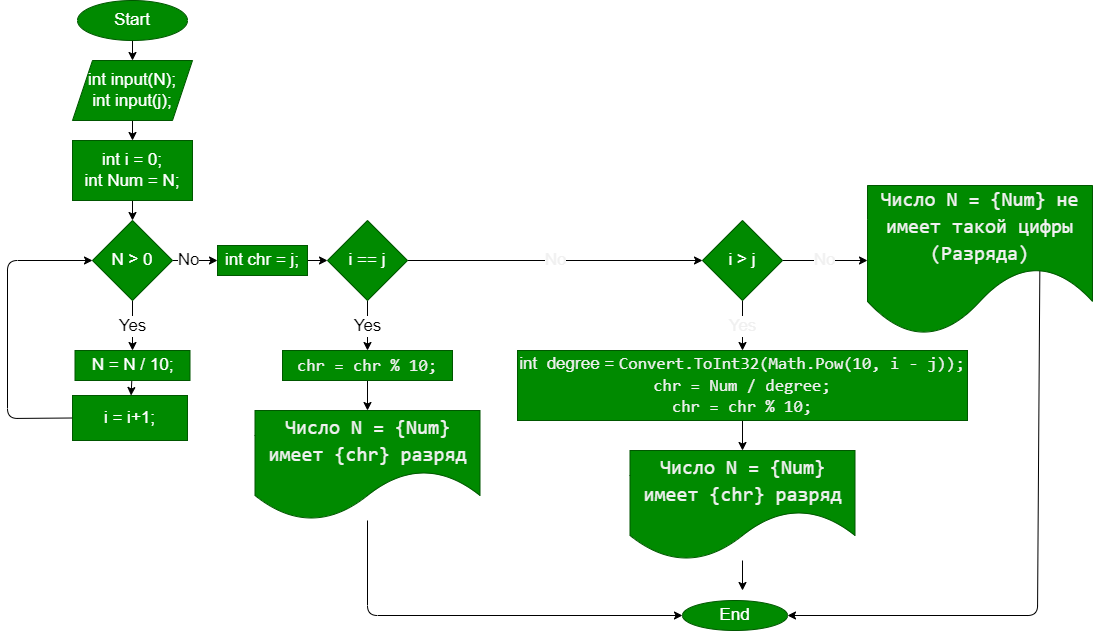 Start
int input(N);
int input(j);
int i = 0;
int Num = N;
N > 0
No
int chr = j;
i == j
No
i > j
No
Число N = {Num} не
имеет такой цифры
(Разряда)
Yes
N = N / 10;
i = i+1;
Yes
chr = chr % 10;
Число N = {Num}
имеет {chr} разряд
Yes
int degree = Convert.ToInt32(Math.Pow(10, i - j));
chr = Num / degree;
chr = chr % 10;
Число N = {Num}
имеет {chr} разряд
End